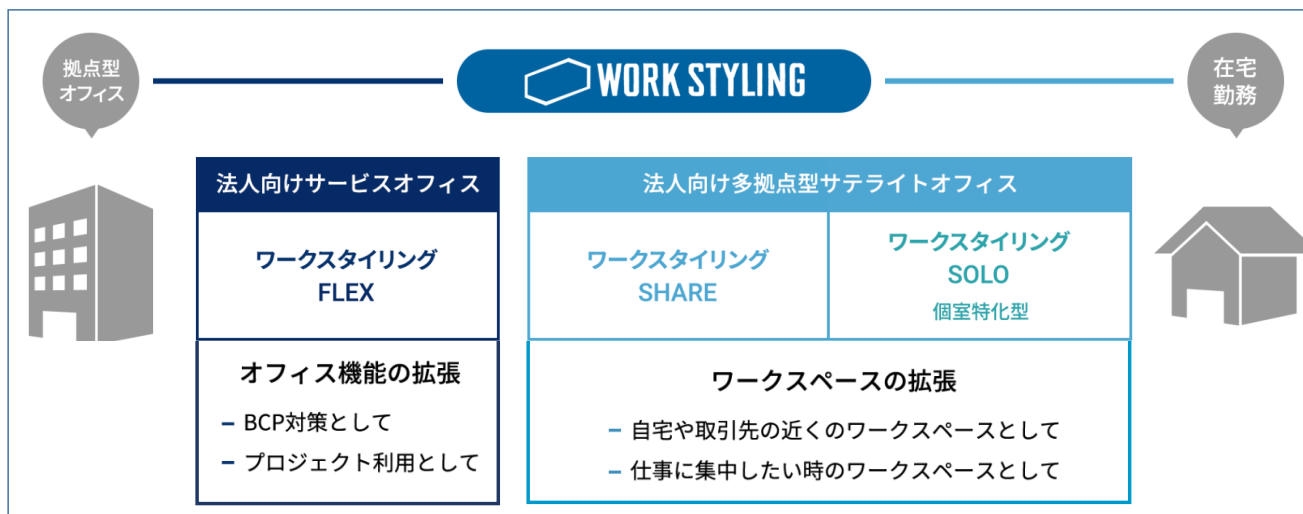 拠点型
オフィス
WORK STYLING
在宅
勤務
法人向けサービスオフィス
ワークスタイリング
FLEX
オフィス機能の拡張
– BCP対策として
– プロジェクト利用として
法人向け多拠点型サテライトオフィス
ワークスタイリング
SHARE
ワークスタイリング
SOLO
個室特化型
ワークスペースの拡張
– 自宅や取引先の近くのワークスペースとして
– 仕事に集中したい時のワークスペースとして